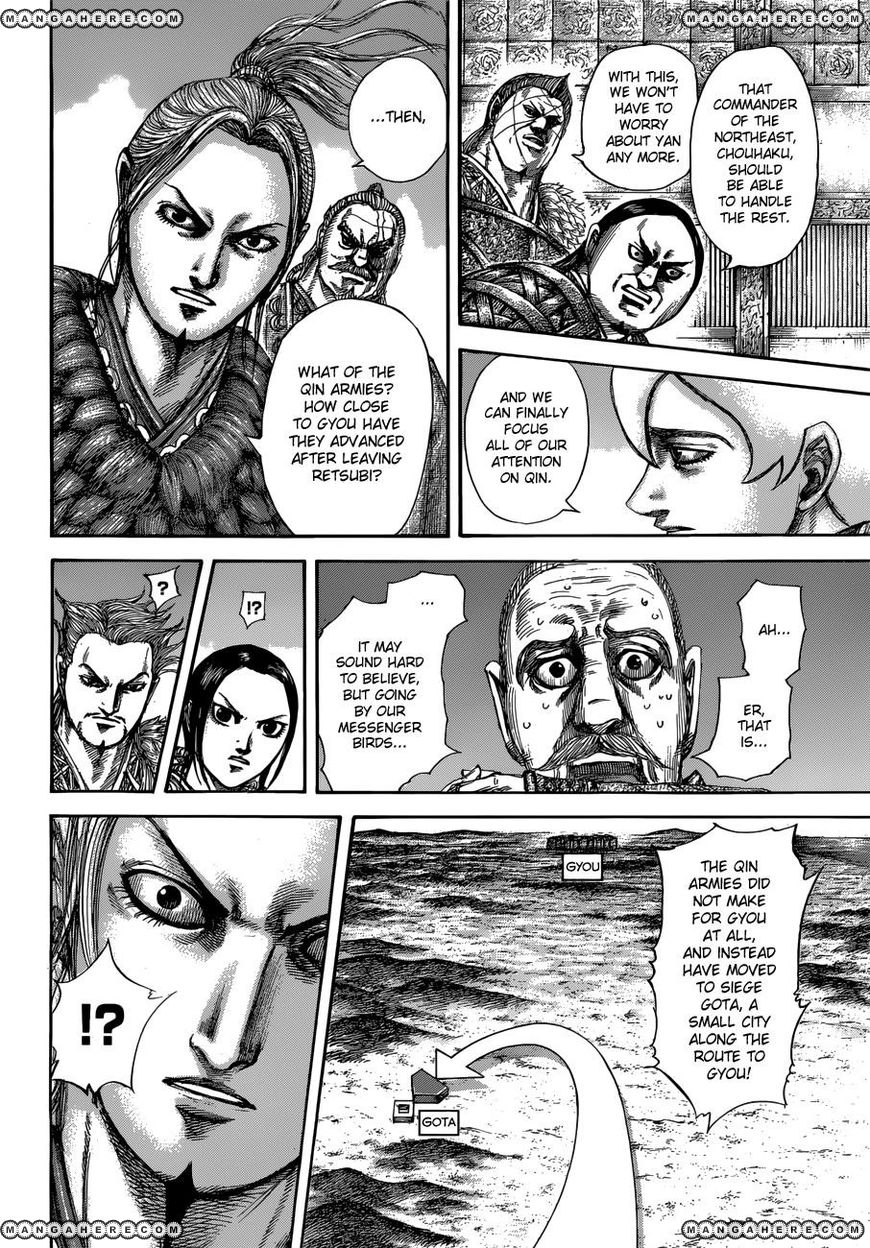 MANGAHERE.COM
MANGAHERE.COM
THAT
COMMANDER
OF THE
NORTHEAST,
CHOUHAKU,
SHOULD
BE ABLE
TO HANDLE
THE REST.
WITH THIS,
WE WON'T
HAVE TO
WORRY
ABOUT YAN
ANY MORE.
AND WE
CAN FINALLY
FOCUS
ALL OF OUR
ATTENTION
ON QIN.
...THEN,
WHAT OF THE
QIN ARMIES?
HOW CLOSE
TO GYOU HAVE
THEY ADVANCED
AFTER LEAVING
RETSUBI?
AH...
ER,
THAT
IS...
...
IT MAY
SOUND HARD
TO BELIEVE,
BUT GOING
BY OUR
MESSENGER
BIRDS...
!?
?
THE QIN
ARMIES DID
NOT MAKE
FOR GYOU
AT ALL,
AND INSTEAD
HAVE MOVED
TO SIEGE
GOTA, A
SMALL CITY
ALONG THE
ROUTE TO
GYOU!
GYOU
GOTA
!?
MANGAHERE.COM
MANGAHERE.COM